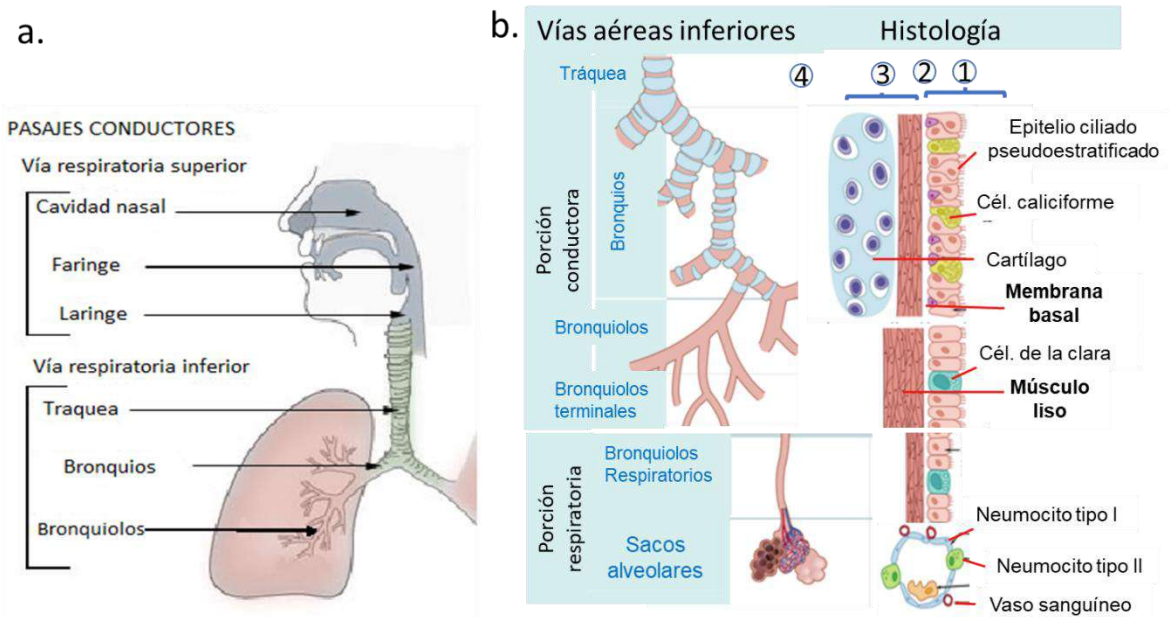 a.
PASAJES CONDUCTORES
Vía respiratoria superior
Cavidad nasal
Faringe
Laringe
Vía respiratoria inferior
Traquea
Bronquios
Bronquiolos
b.
Vías aéreas inferiores
Histología
Tráquea
④ ③ ② ①
Porción
conductora
Bronquios
Bronquiolos
Bronquiolos
terminales
Porción
respiratoria
Bronquiolos
Respiratorios
Sacos
alveolares
Epitelio ciliado
pseudoestratificado
Cél. caliciforme
Cartílago
Membrana
basal
Cél. de la clara
Músculo
liso
Neumocito tipo I
Neumocito tipo II
Vaso sanguíneo